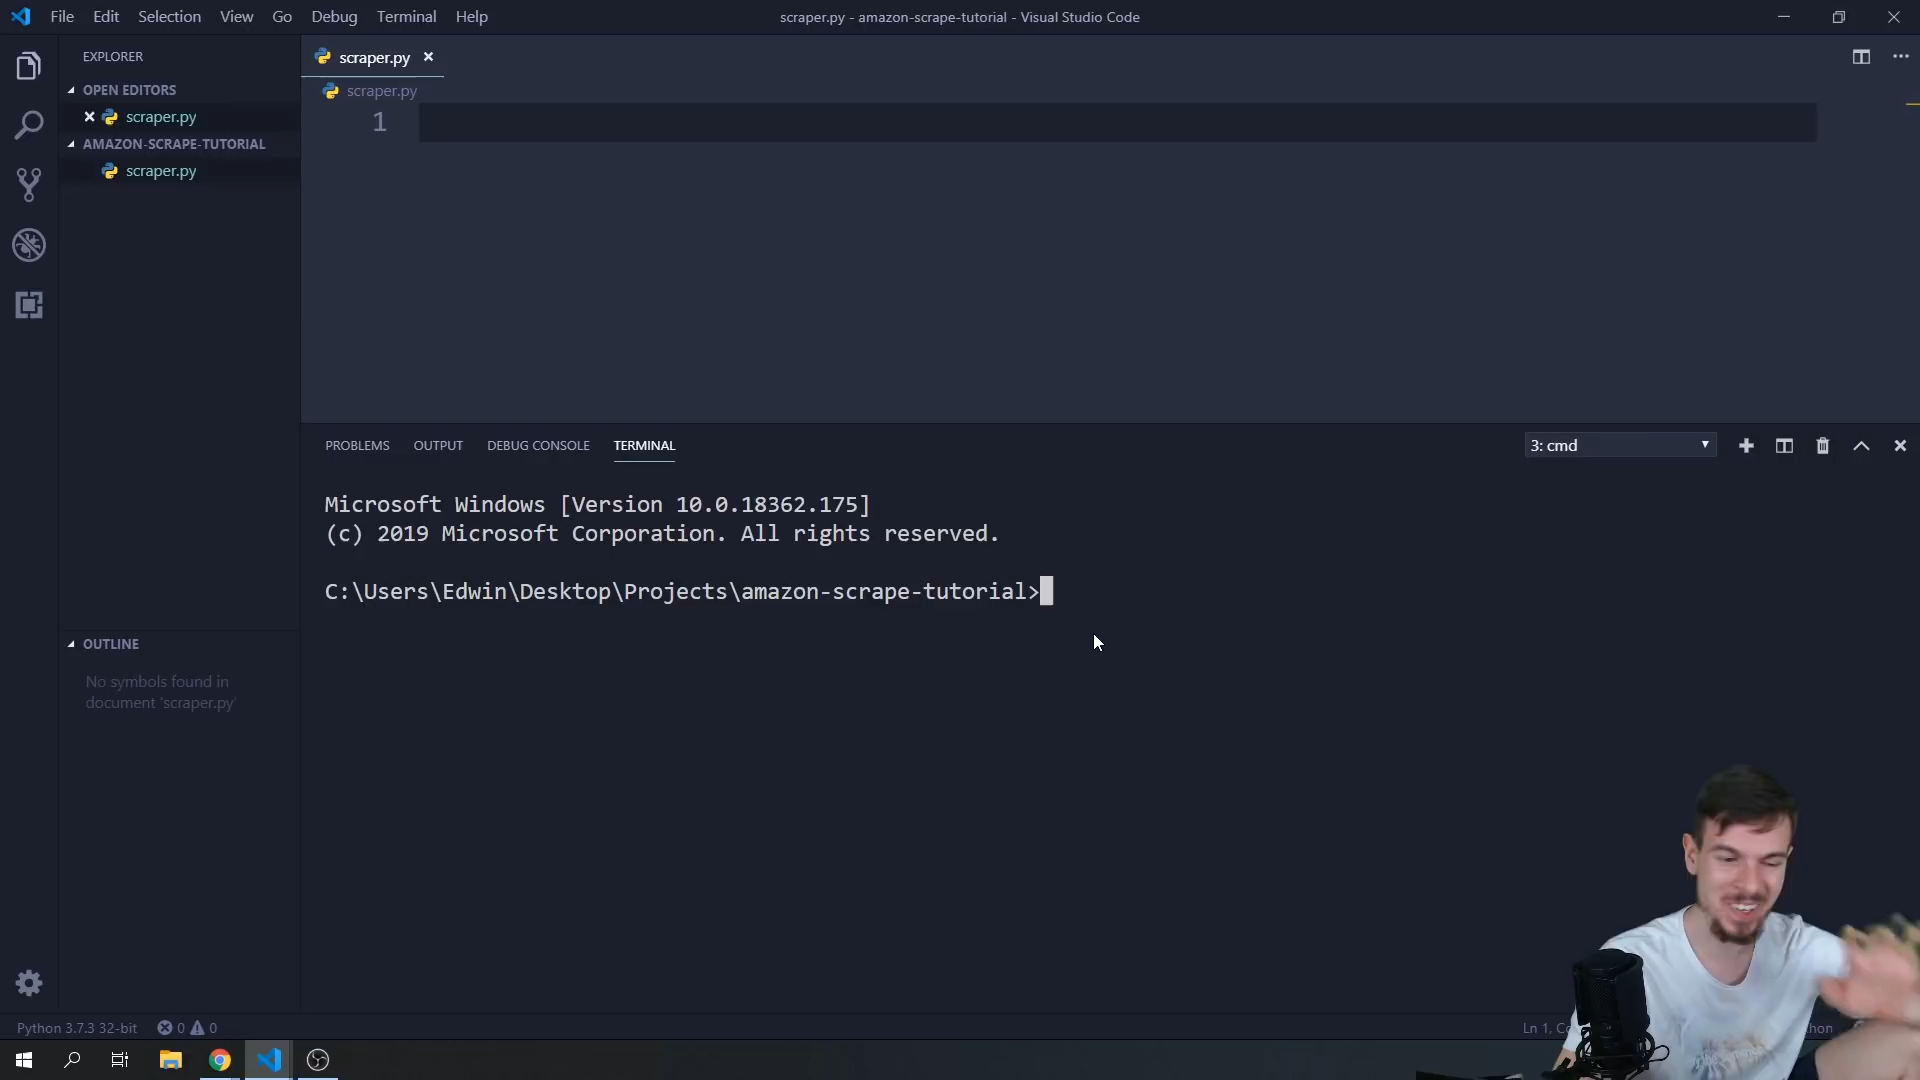 File Edit Selection View Go Debug Terminal Help
scraper.py - amazon-scrape-tutorial - Visual Studio Code
EXPLORER
OPEN EDITORS
scraper.py
AMAZON-SCRAPE-TUTORIAL
scraper.py
OUTLINE
No symbols found in
document 'scraper.py'
scraper.py
scraper.py
1
PROBLEMS OUTPUT DEBUG CONSOLE TERMINAL
3: cmd
Microsoft Windows [Version 10.0.18362.175]
(c) 2019 Microsoft Corporation. All rights reserved.
C:\Users\Edwin\Desktop\Projects\amazon-scrape-tutorial>
Python 3.7.3 32-bit 0 0
Ln 1,